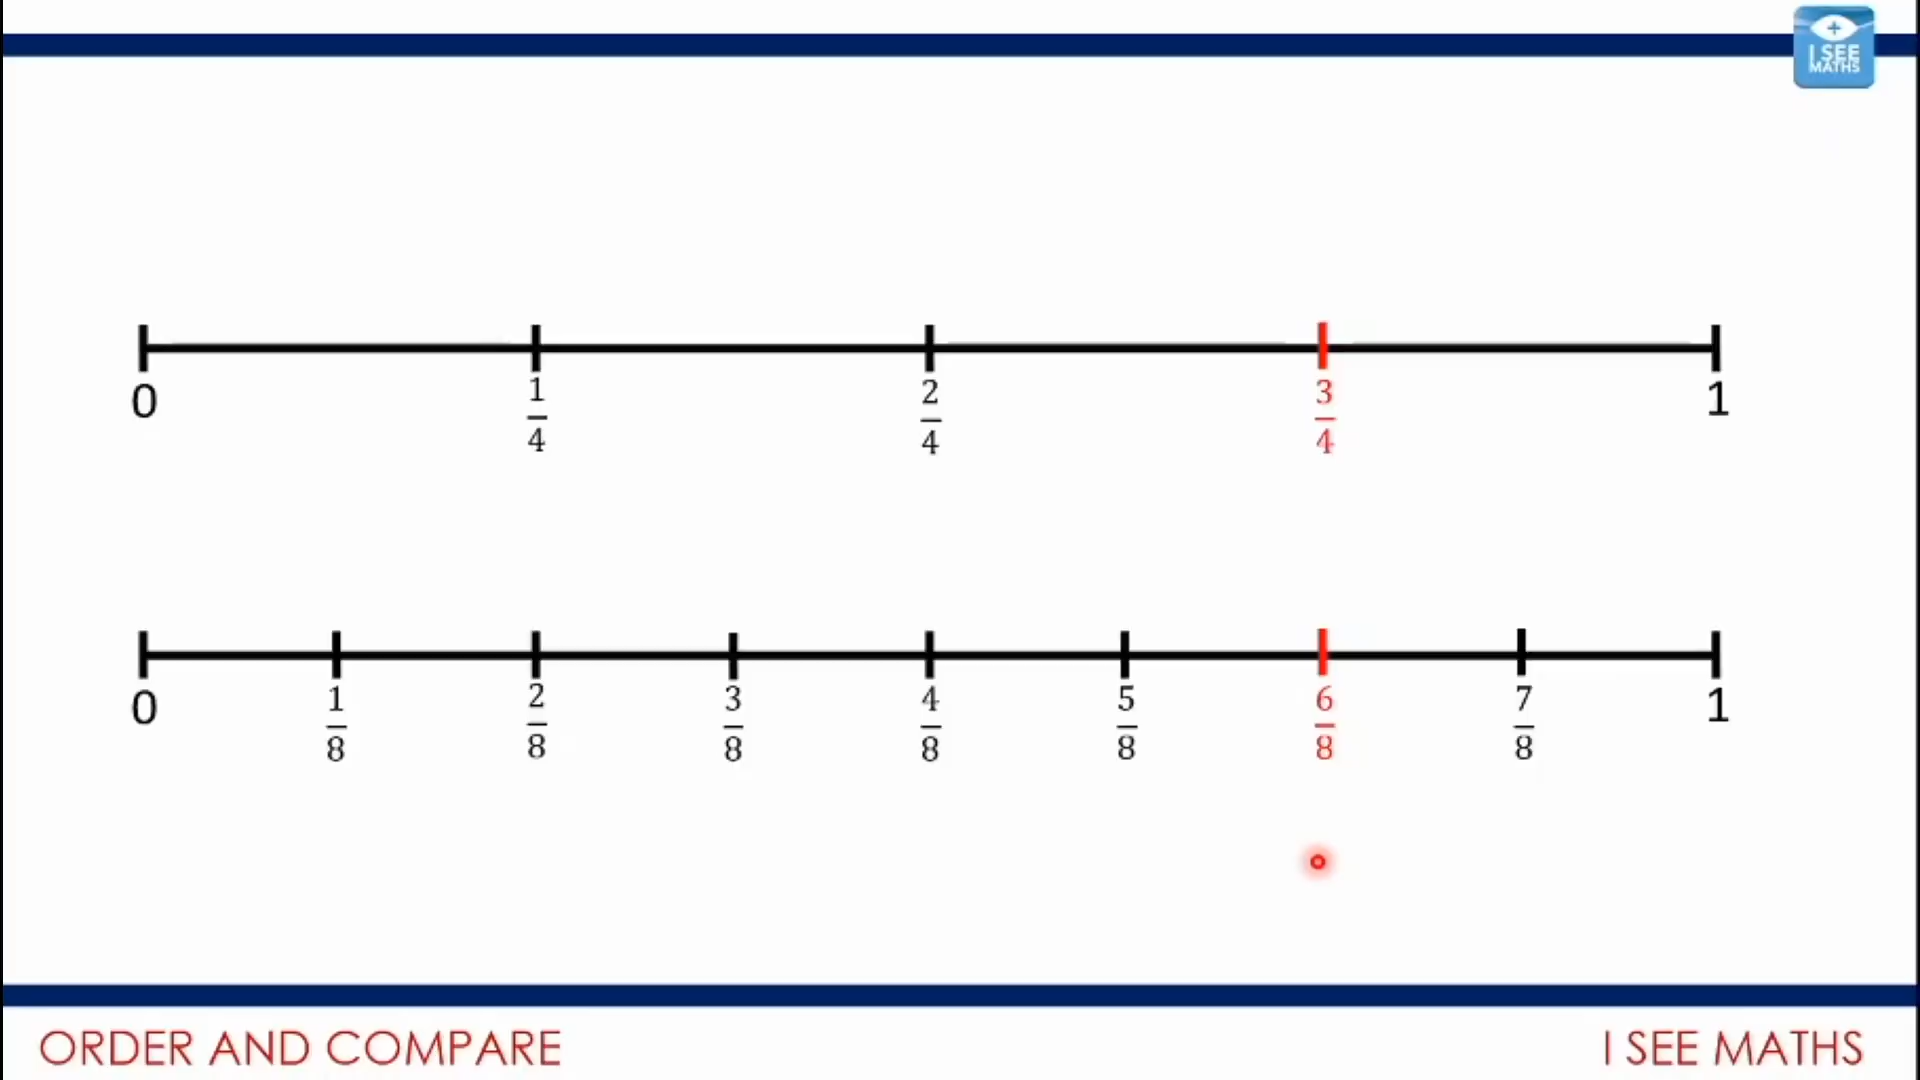 I SEE
MATHS
0 1/4 2/4 3/4 1
0 1/8 2/8 3/8 4/8 5/8 6/8 7/8 1
ORDER AND COMPARE
I SEE MATHS